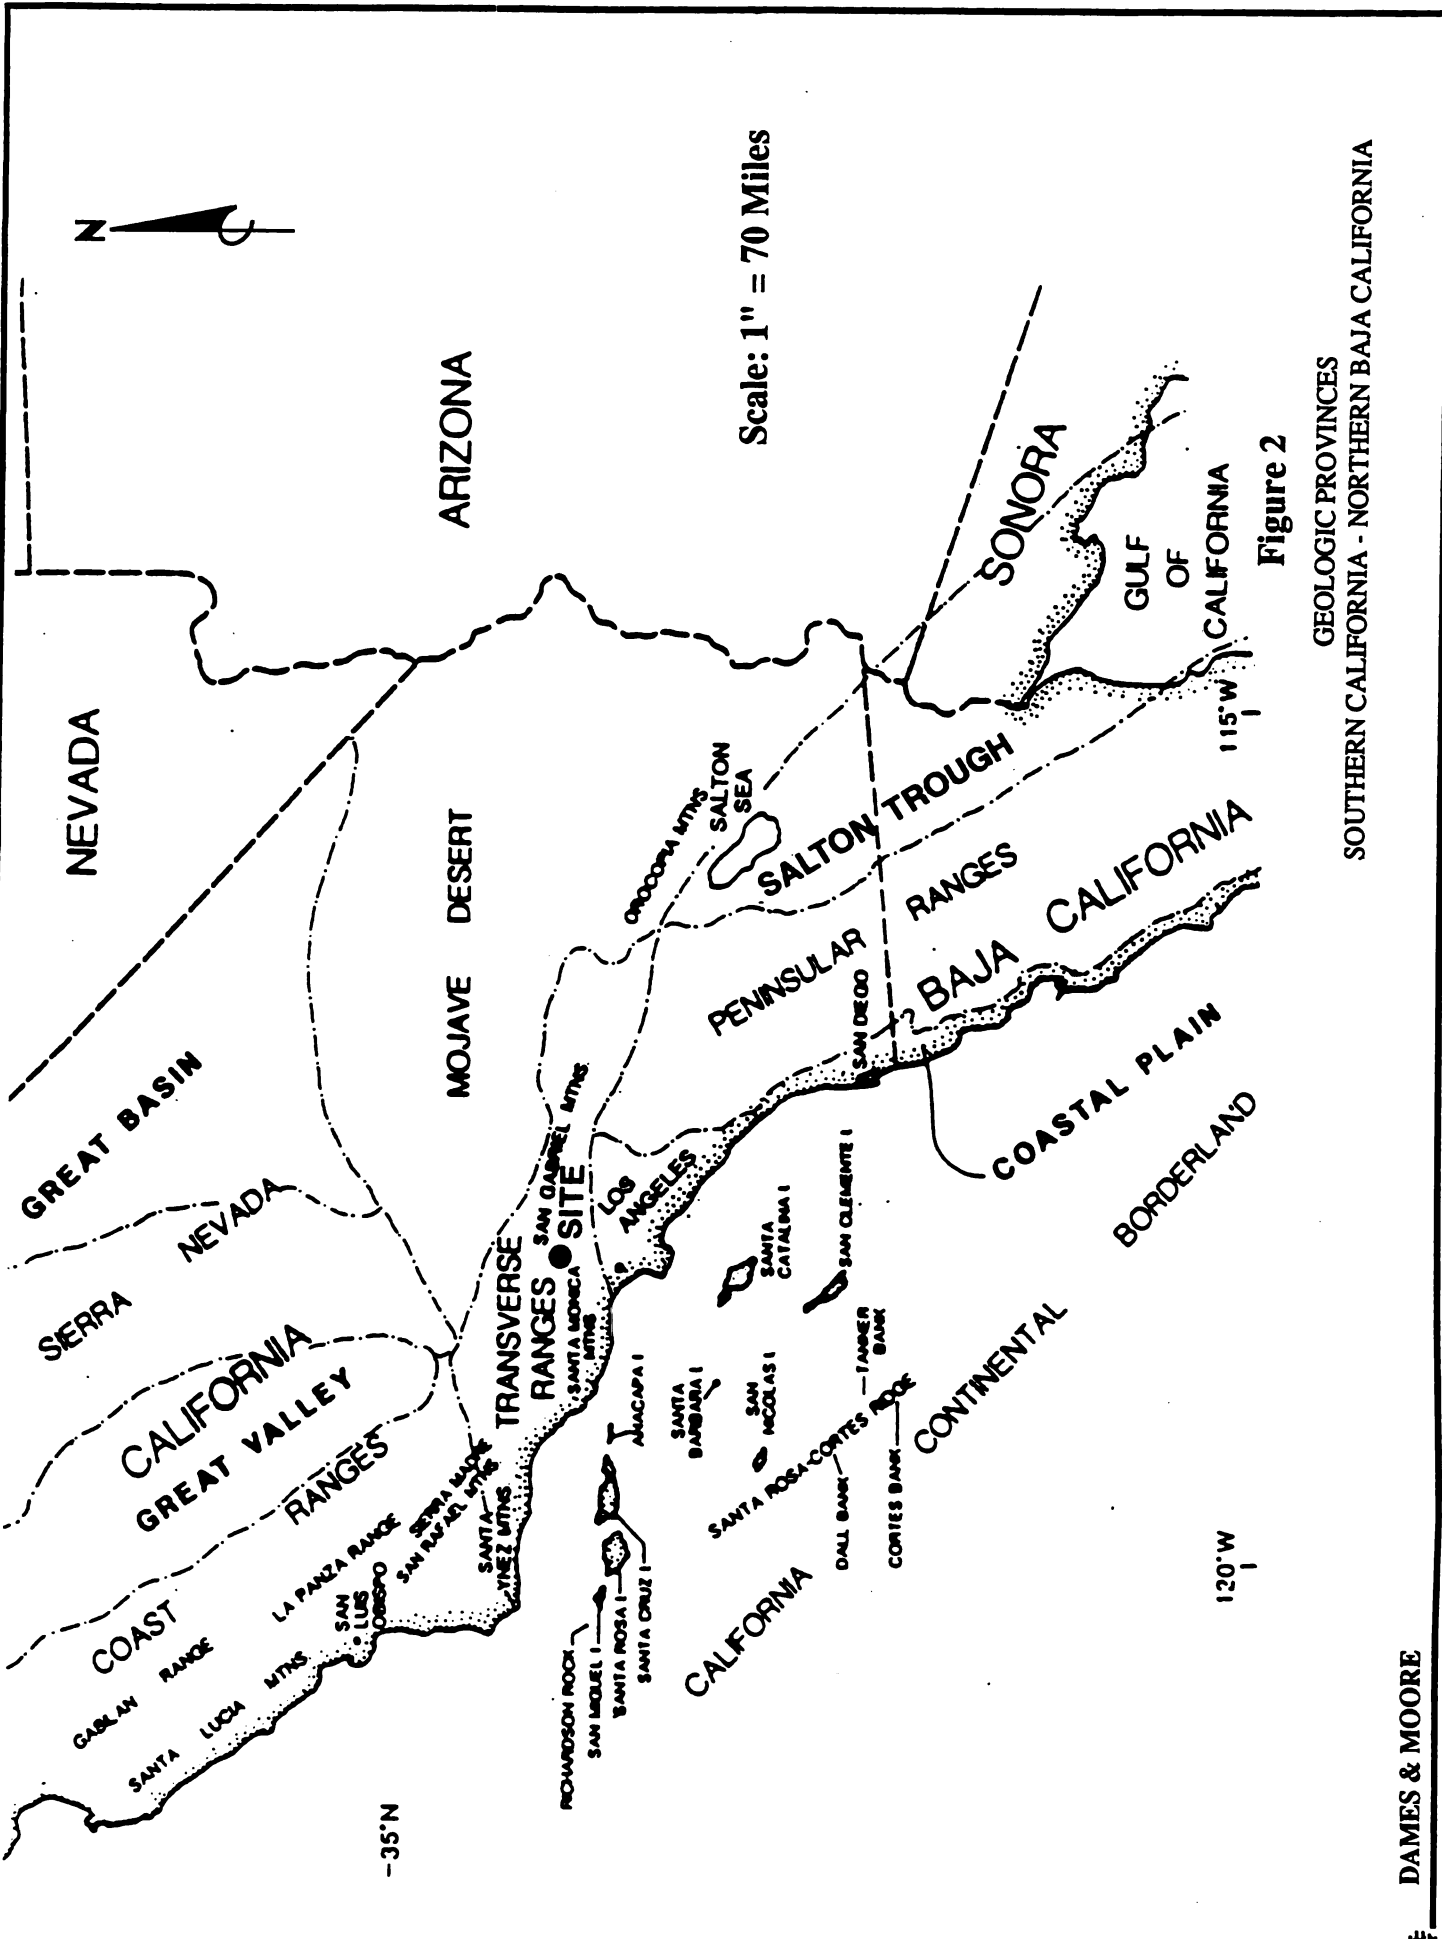 NEVADA
N
GREAT BASIN
SIERRA
NEVADA
CALIFORNIA
GREAT VALLEY
COAST
RANGES
GABLAN
RANGE
SANTA
LUCIA
MTNS
LA PANZA RANGE
SAN
LUIS
OBISPO
SIERRA MADRE
SAN RAFAEL MTNS
SANTA
YNEZ MTNS
-35°N
MOJAVE DESERT
ARIZONA
TRANSVERSE
RANGES
SAN GABRIEL MTNS
SITE
SANTA MONICA
MTNS
LOS
ANGELES
OROCOPIA MTNS
SALTON
SEA
SALTON TROUGH
PENINSULAR
RANGES
SAN DIEGO
RICHARDSON ROCK
SAN MIGUEL I
SANTA ROSA I
SANTA CRUZ I
ANACAPA I
SANTA
BARBARA I
SAN
NICOLAS I
SANTA
CATALINA I
SAN CLEMENTE I
SANTA ROSA-CORTES RIDGE
TANNER
BANK
DALL BANK
CORTES BANK
CALIFORNIA
CONTINENTAL
BORDERLAND
COASTAL PLAIN
BAJA CALIFORNIA
SONORA
GULF
OF
CALIFORNIA
120°W
115°W
Scale: 1" = 70 Miles
Figure 2
GEOLOGIC PROVINCES
SOUTHERN CALIFORNIA - NORTHERN BAJA CALIFORNIA
DAMES & MOORE